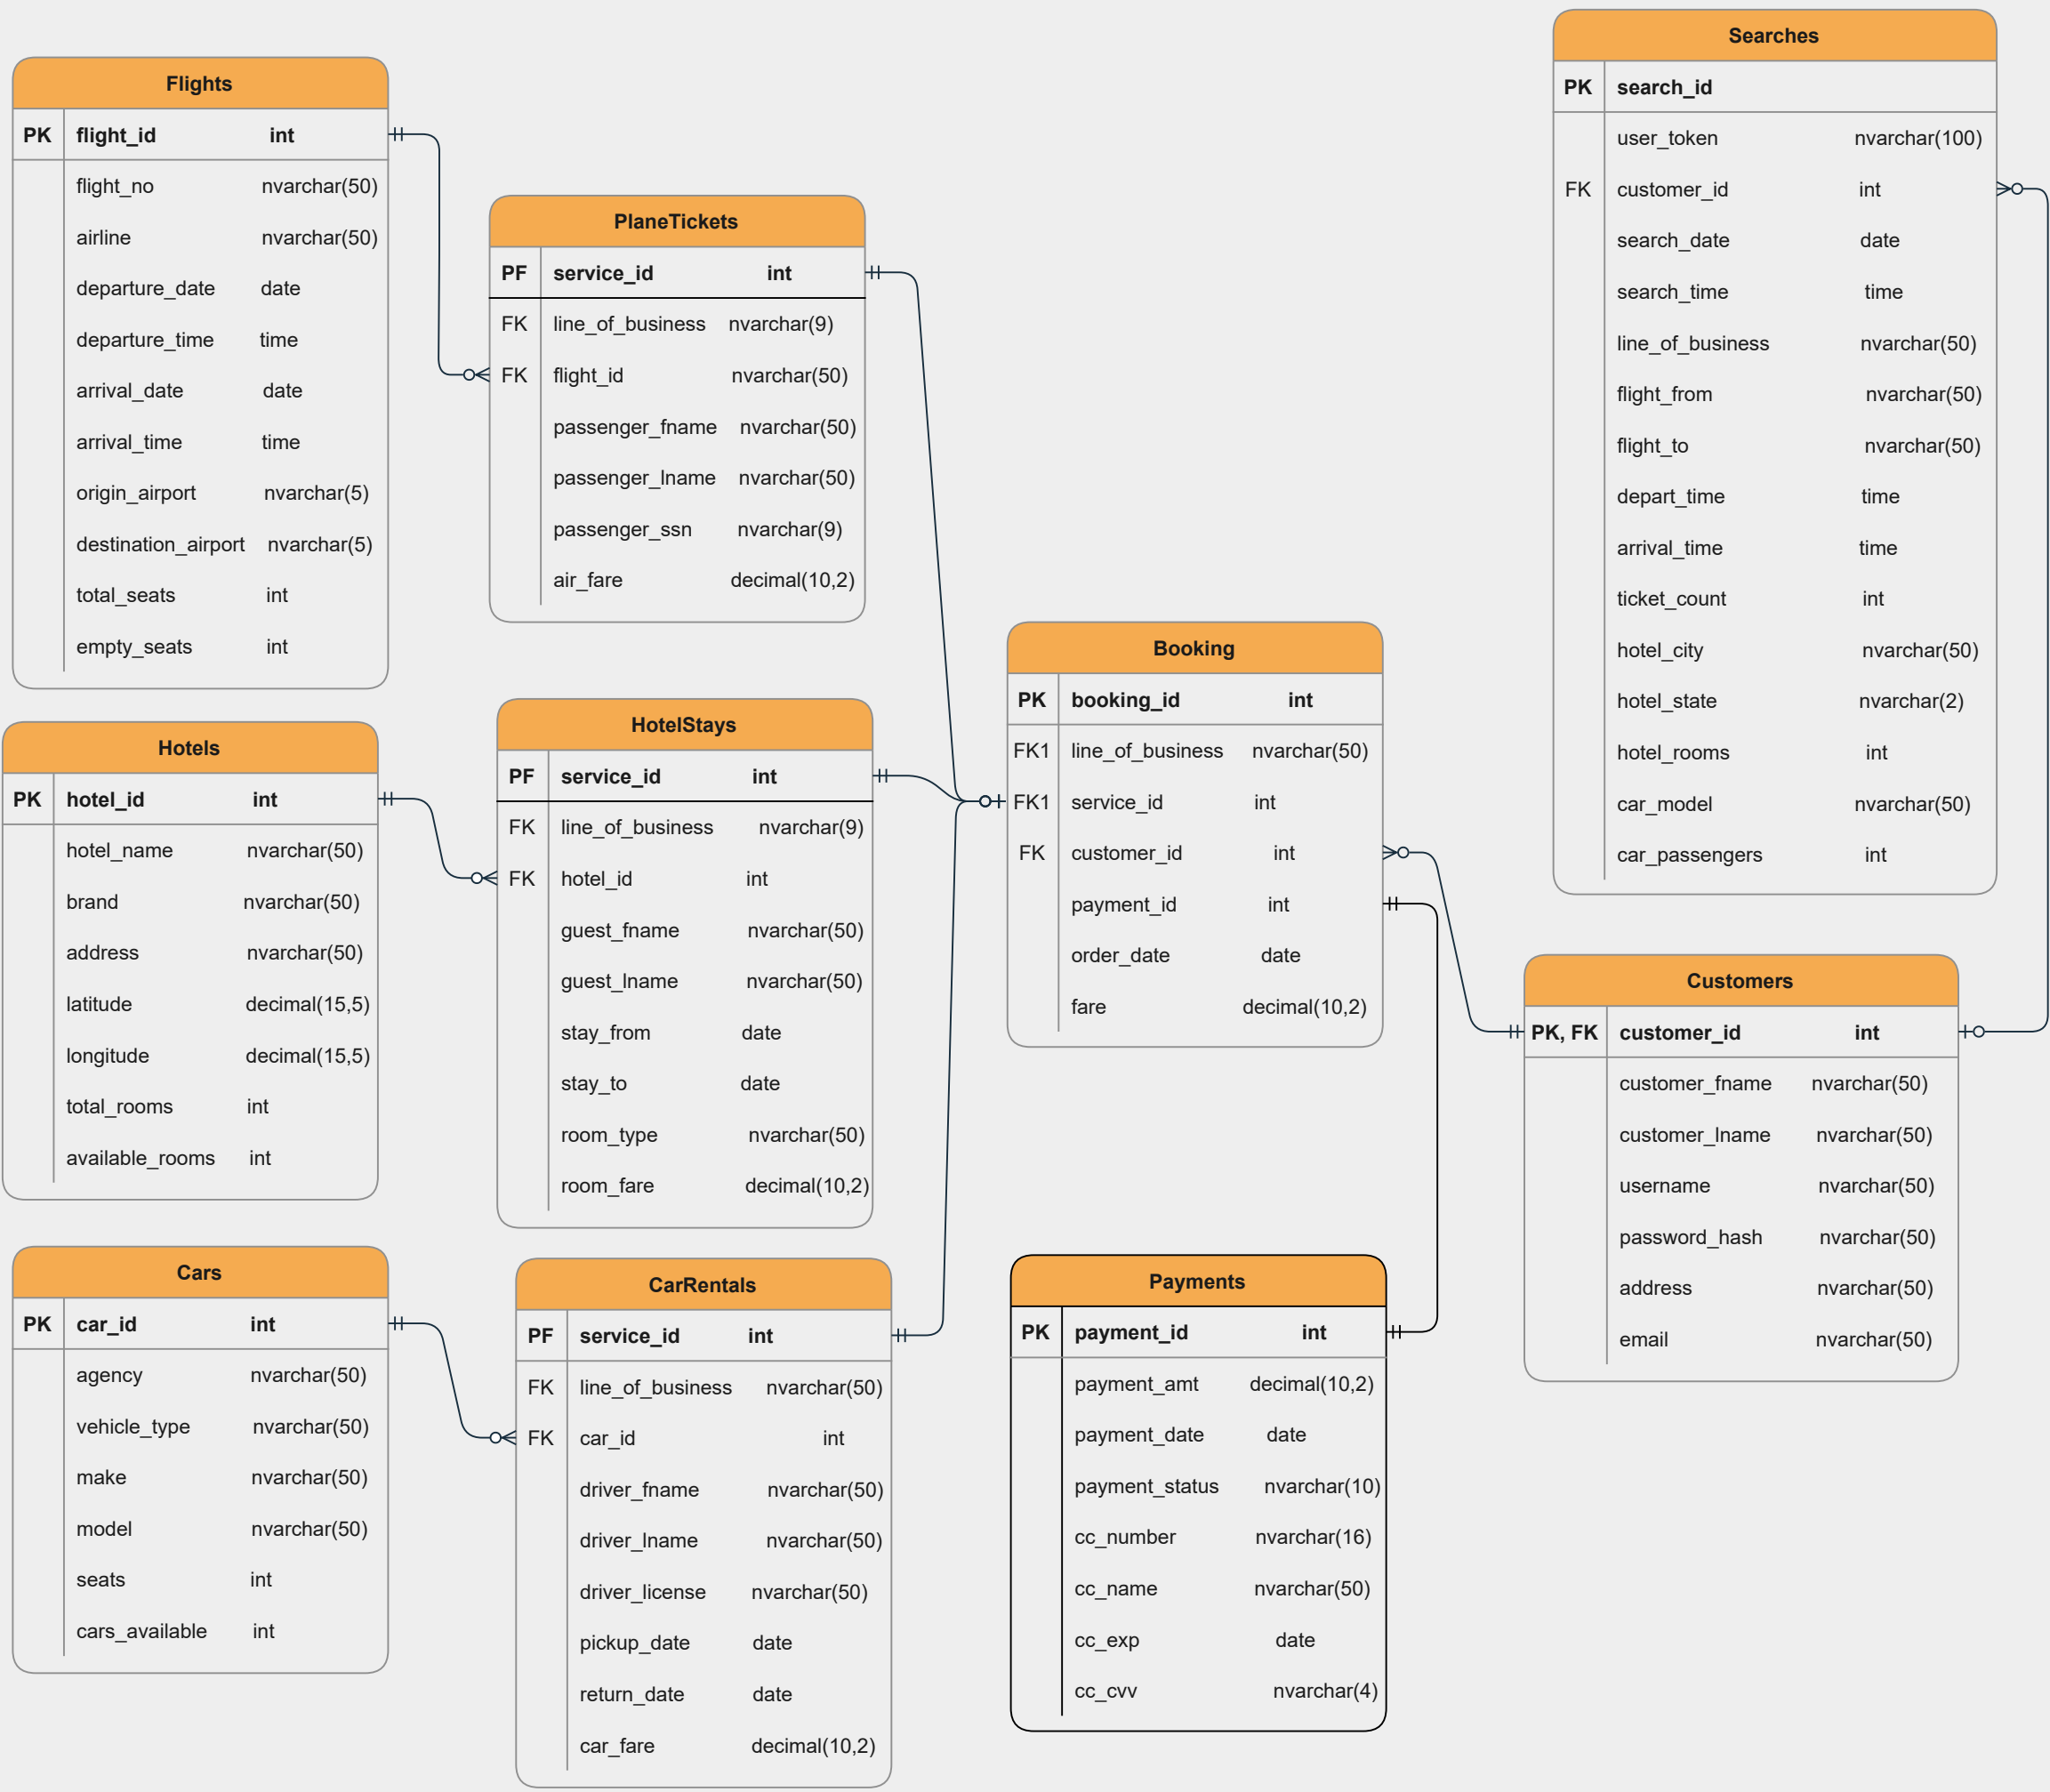 Flights
PK flight_id int
flight_no nvarchar(50)
airline nvarchar(50)
departure_date date
departure_time time
arrival_date date
arrival_time time
origin_airport nvarchar(5)
destination_airport nvarchar(5)
total_seats int
empty_seats int
Hotels
PK hotel_id int
hotel_name nvarchar(50)
brand nvarchar(50)
address nvarchar(50)
latitude decimal(15,5)
longitude decimal(15,5)
total_rooms int
available_rooms int
Cars
PK car_id int
agency nvarchar(50)
vehicle_type nvarchar(50)
make nvarchar(50)
model nvarchar(50)
seats int
cars_available int
PlaneTickets
PF service_id int
FK line_of_business nvarchar(9)
FK flight_id nvarchar(50)
passenger_fname nvarchar(50)
passenger_lname nvarchar(50)
passenger_ssn nvarchar(9)
air_fare decimal(10,2)
HotelStays
PF service_id int
FK line_of_business nvarchar(9)
FK hotel_id int
guest_fname nvarchar(50)
guest_lname nvarchar(50)
stay_from date
stay_to date
room_type nvarchar(50)
room_fare decimal(10,2)
CarRentals
PF service_id int
FK line_of_business nvarchar(50)
FK car_id int
driver_fname nvarchar(50)
driver_lname nvarchar(50)
driver_license nvarchar(50)
pickup_date date
return_date date
car_fare decimal(10,2)
Booking
PK booking_id int
FK1 line_of_business nvarchar(50)
FK1 service_id int
FK customer_id int
payment_id int
order_date date
fare decimal(10,2)
Payments
PK payment_id int
payment_amt decimal(10,2)
payment_date date
payment_status nvarchar(10)
cc_number nvarchar(16)
cc_name nvarchar(50)
cc_exp date
cc_cvv nvarchar(4)
Searches
PK search_id
user_token nvarchar(100)
FK customer_id int
search_date date
search_time time
line_of_business nvarchar(50)
flight_from nvarchar(50)
flight_to nvarchar(50)
depart_time time
arrival_time time
ticket_count int
hotel_city nvarchar(50)
hotel_state nvarchar(2)
hotel_rooms int
car_model nvarchar(50)
car_passengers int
Customers
PK, FK customer_id int
customer_fname nvarchar(50)
customer_lname nvarchar(50)
username nvarchar(50)
password_hash nvarchar(50)
address nvarchar(50)
email nvarchar(50)